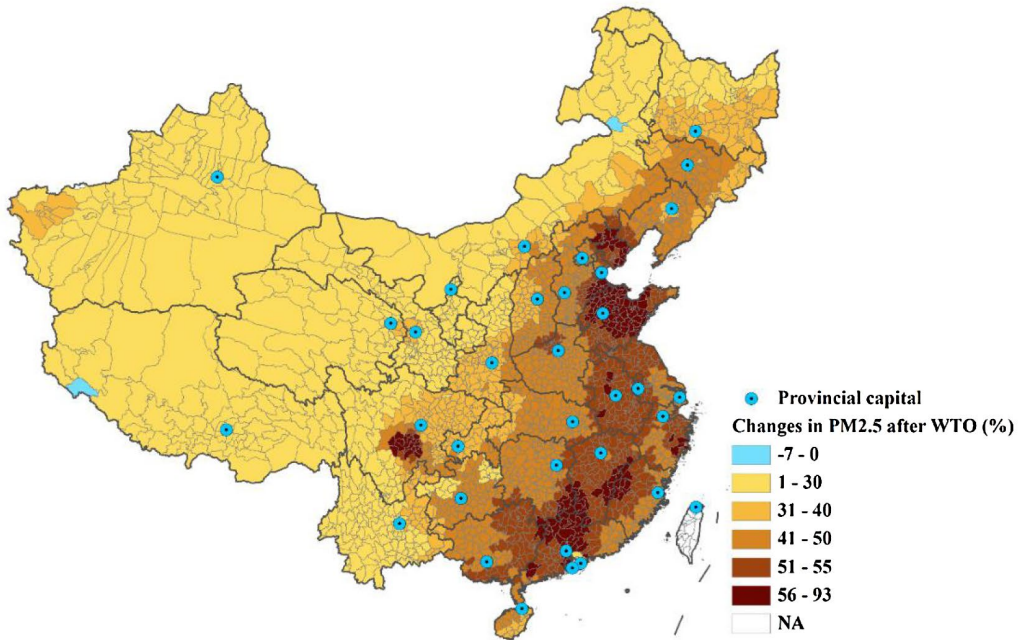 Provincial capital
Changes in PM2.5 after WTO (%)
-7 - 0
1 - 30
31 - 40
41 - 50
51 - 55
56 - 93
NA